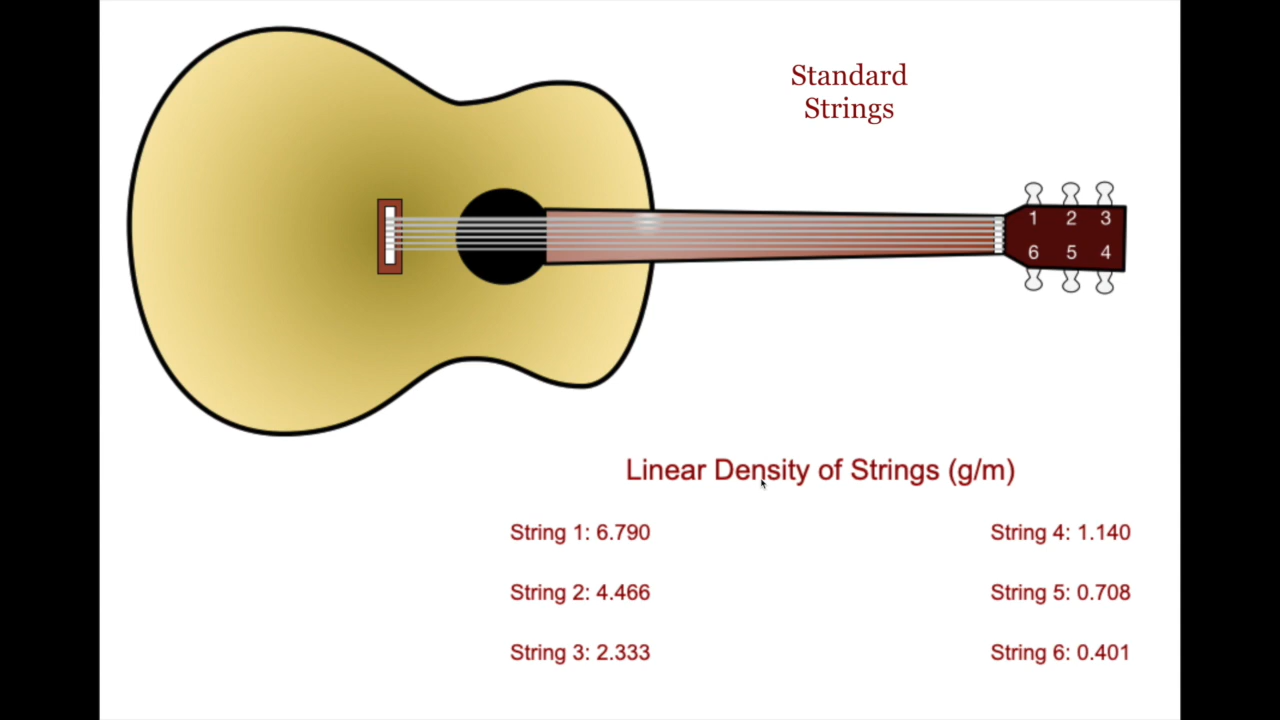 Standard
Strings
1 2 3
6 5 4
Linear Density of Strings (g/m)
String 1: 6.790
String 4: 1.140
String 2: 4.466
String 5: 0.708
String 3: 2.333
String 6: 0.401